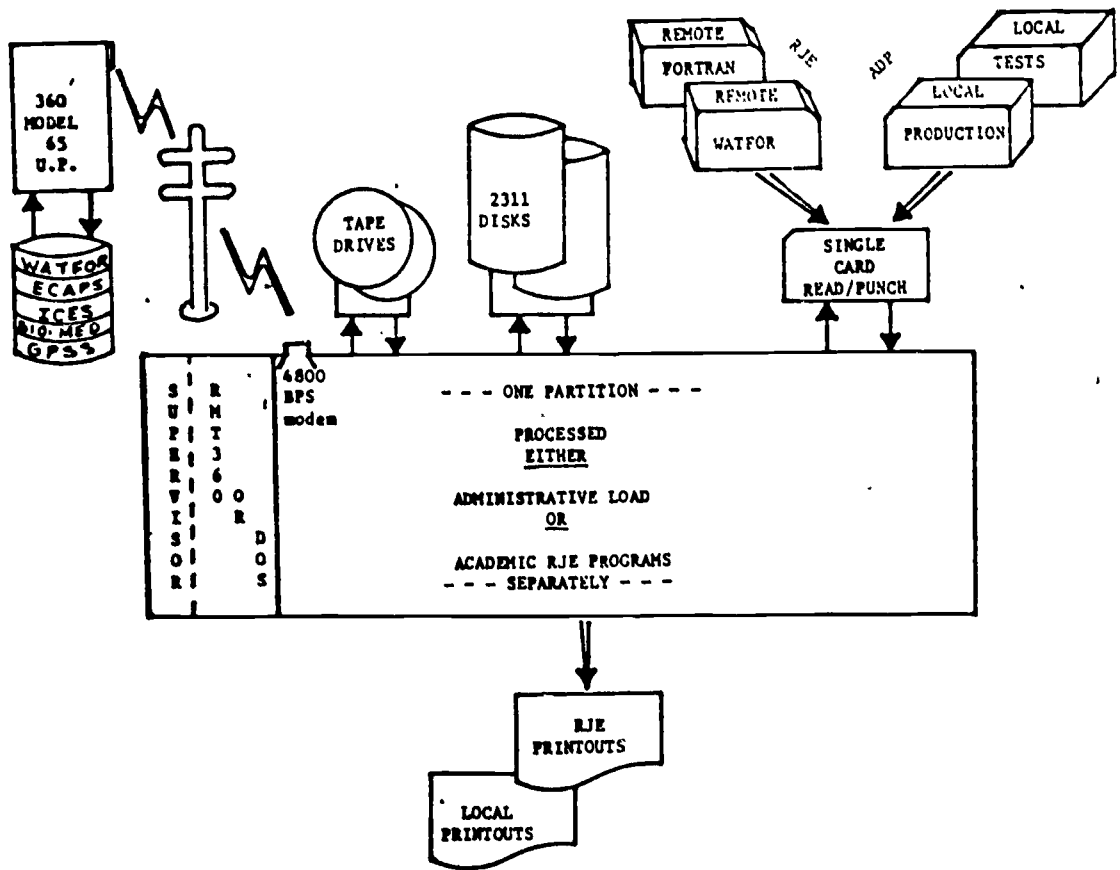 360
MODEL
65
U.P.
WATFOR
ECAPS
ICES
BIO-MED
GPSS
TAPE
DRIVES
2311
DISKS
REMOTE
FORTRAN
REMOTE
WATFOR
RJE
ADP
LOCAL
TESTS
LOCAL
PRODUCTION
SINGLE
CARD
READ/PUNCH
SUPERVISOR
RMT360
OR
DOS
4800
BPS
modem
- - - ONE PARTITION - - -
PROCESSED
EITHER
ADMINISTRATIVE LOAD
OR
ACADEMIC RJE PROGRAMS
- - - SEPARATELY - - -
RJE
PRINTOUTS
LOCAL
PRINTOUTS